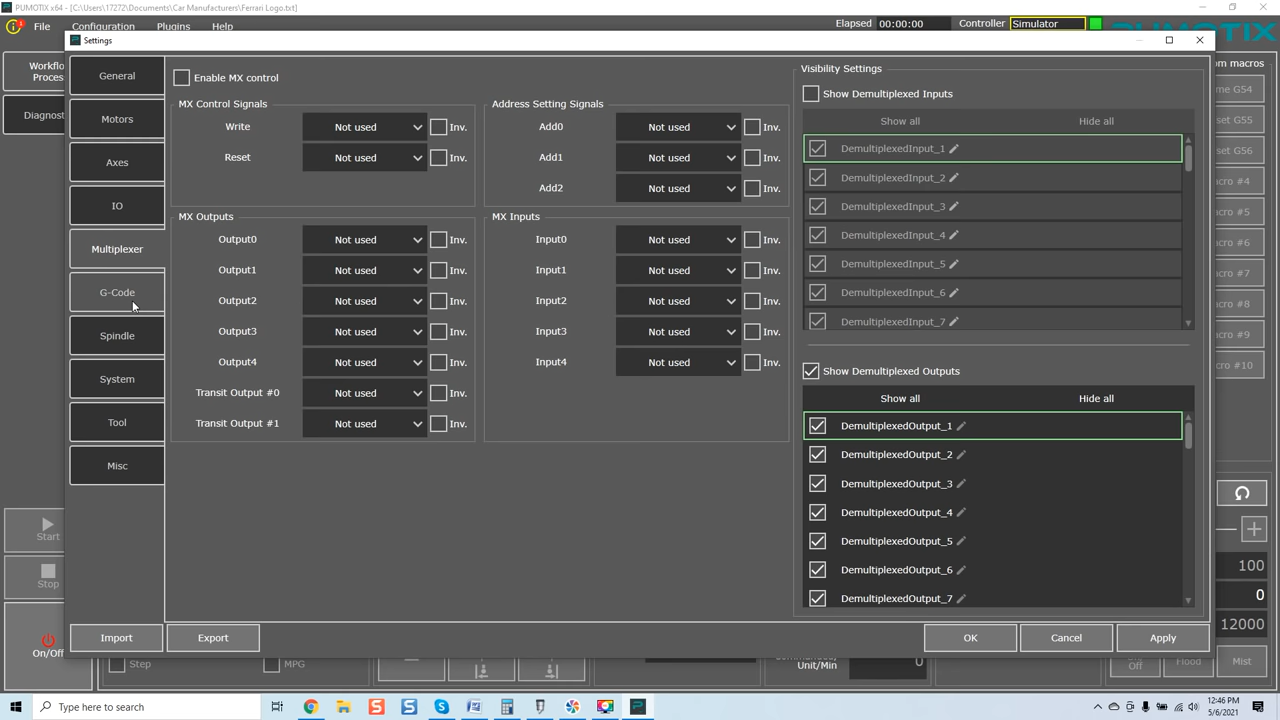 PUMOTIX x64 - [C:\Users\17272\Documents\Car Manufacturers\Ferrari Logo.txt]
File Configuration Plugins Help
Elapsed 00:00:00 Controller Simulator
Settings
General
Motors
Axes
IO
Multiplexer
G-Code
Spindle
System
Tool
Misc
Enable MX control
MX Control Signals
Write Not used Inv.
Reset Not used Inv.
Address Setting Signals
Add0 Not used Inv.
Add1 Not used Inv.
Add2 Not used Inv.
MX Outputs
Output0 Not used Inv.
Output1 Not used Inv.
Output2 Not used Inv.
Output3 Not used Inv.
Output4 Not used Inv.
Transit Output #0 Not used Inv.
Transit Output #1 Not used Inv.
MX Inputs
Input0 Not used Inv.
Input1 Not used Inv.
Input2 Not used Inv.
Input3 Not used Inv.
Input4 Not used Inv.
Visibility Settings
Show Demultiplexed Inputs
Show all Hide all
DemultiplexedInput_1
DemultiplexedInput_2
DemultiplexedInput_3
DemultiplexedInput_4
DemultiplexedInput_5
DemultiplexedInput_6
DemultiplexedInput_7
Show Demultiplexed Outputs
Show all Hide all
DemultiplexedOutput_1
DemultiplexedOutput_2
DemultiplexedOutput_3
DemultiplexedOutput_4
DemultiplexedOutput_5
DemultiplexedOutput_6
DemultiplexedOutput_7
Import Export OK Cancel Apply
Workflo
Proces
Diagnost
Start
Stop
On/Off
om macros
me G54
set G55
set G56
acro #4
acro #5
acro #6
acro #7
acro #8
acro #9
cro #10
100
0
12000
Step MPG
Unit/Min 0
Off Flood Mist
Type here to search
12:46 PM
5/6/2021